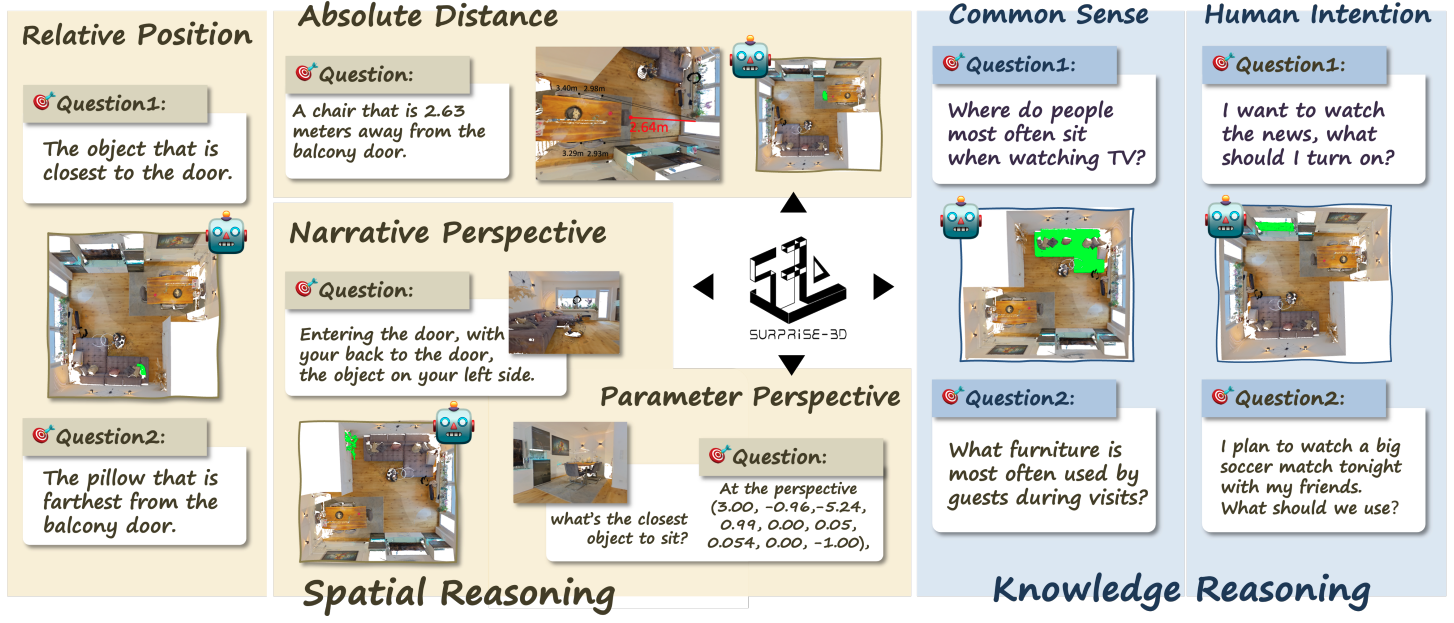 Relative Position
Question1:
The object that is
closest to the door.
Question2:
The pillow that is
farthest from the
balcony door.
Absolute Distance
Question:
A chair that is 2.63
meters away from the
balcony door.
3.40m 2.98m
2.64m
3.29m 2.93m
Narrative Perspective
Question:
Entering the door, with
your back to the door,
the object on your left side.
SURPRISE-3D
Parameter Perspective
Question:
At the perspective
(3.00, -0.96,-5.24,
0.99, 0.00, 0.05,
0.054, 0.00, -1.00),
what's the closest
object to sit?
Spatial Reasoning
Common Sense
Question1:
Where do people
most often sit
when watching TV?
Question2:
What furniture is
most often used by
guests during visits?
Human Intention
Question1:
I want to watch
the news, what
should I turn on?
Question2:
I plan to watch a big
soccer match tonight
with my friends.
What should we use?
Knowledge Reasoning